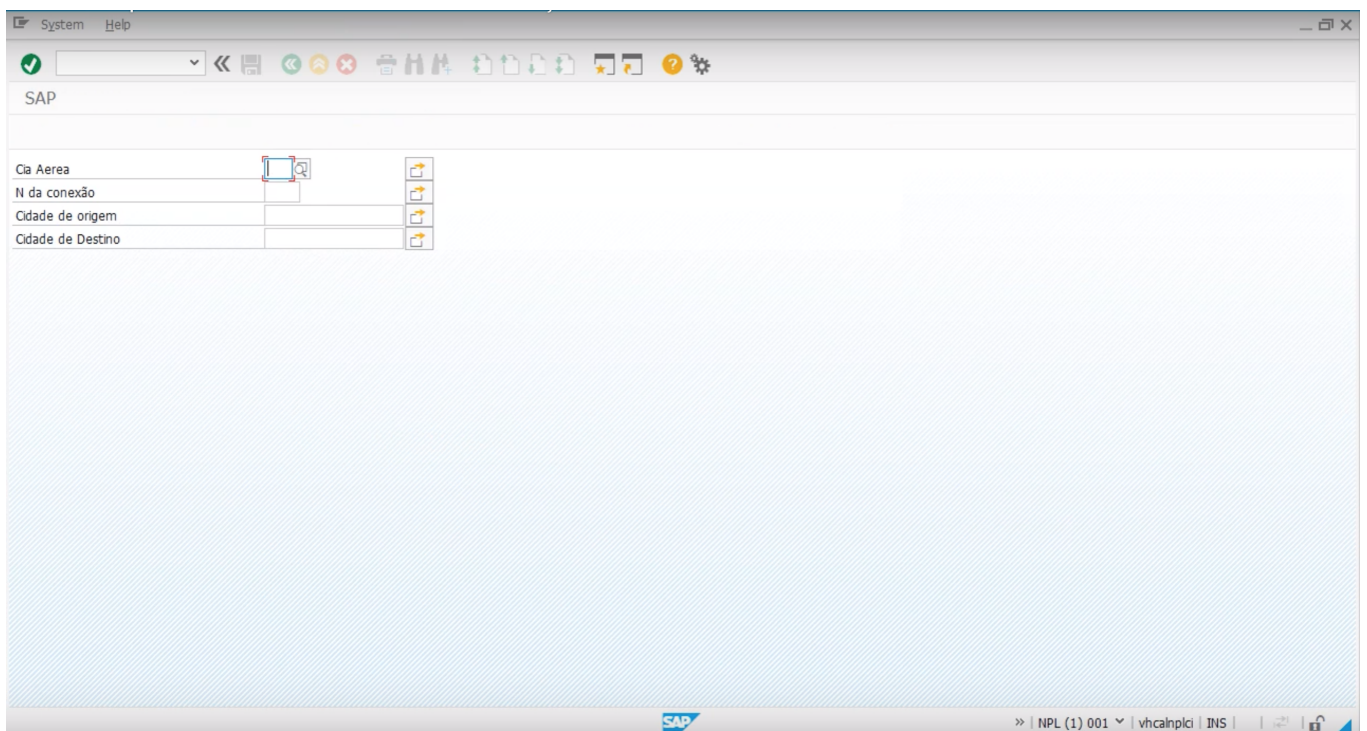 System Help
SAP
Cia Aerea
N da conexão
Cidade de origem
Cidade de Destino
SAP » | NPL (1) 001 | vhcalnplci | INS |